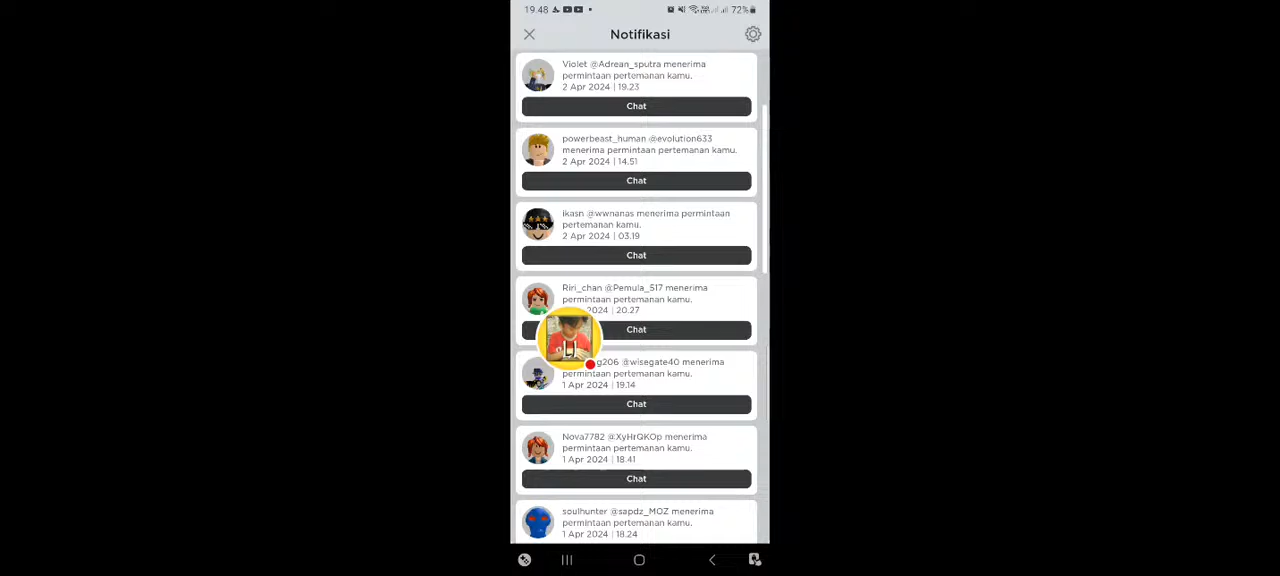 19.48
72%
Notifikasi
Violet @Adrean_sputra menerima
permintaan pertemanan kamu.
2 Apr 2024 | 19.23
Chat
powerbeast_human @evolution633
menerima permintaan pertemanan kamu.
2 Apr 2024 | 14.51
Chat
ikasn @wwnanas menerima permintaan
pertemanan kamu.
2 Apr 2024 | 03.19
Chat
Riri_chan @Pemula_517 menerima
permintaan pertemanan kamu.
2024 | 20.27
Chat
g206 @wisegate40 menerima
permintaan pertemanan kamu.
1 Apr 2024 | 19.14
Chat
Nova7782 @XyHrQKOp menerima
permintaan pertemanan kamu.
1 Apr 2024 | 18.41
Chat
soulhunter @sapdz_MOZ menerima
permintaan pertemanan kamu.
1 Apr 2024 | 18.24